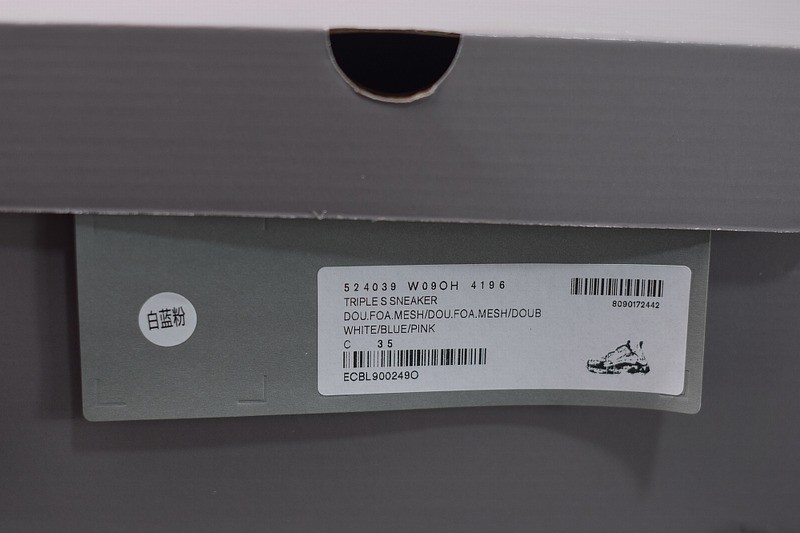 白蓝粉
524039 W09OH 4196
TRIPLE S SNEAKER
DOU.FOA.MESH/DOU.FOA.MESH/DOUB
WHITE/BLUE/PINK
C 35
ECBL900249O
8090172442